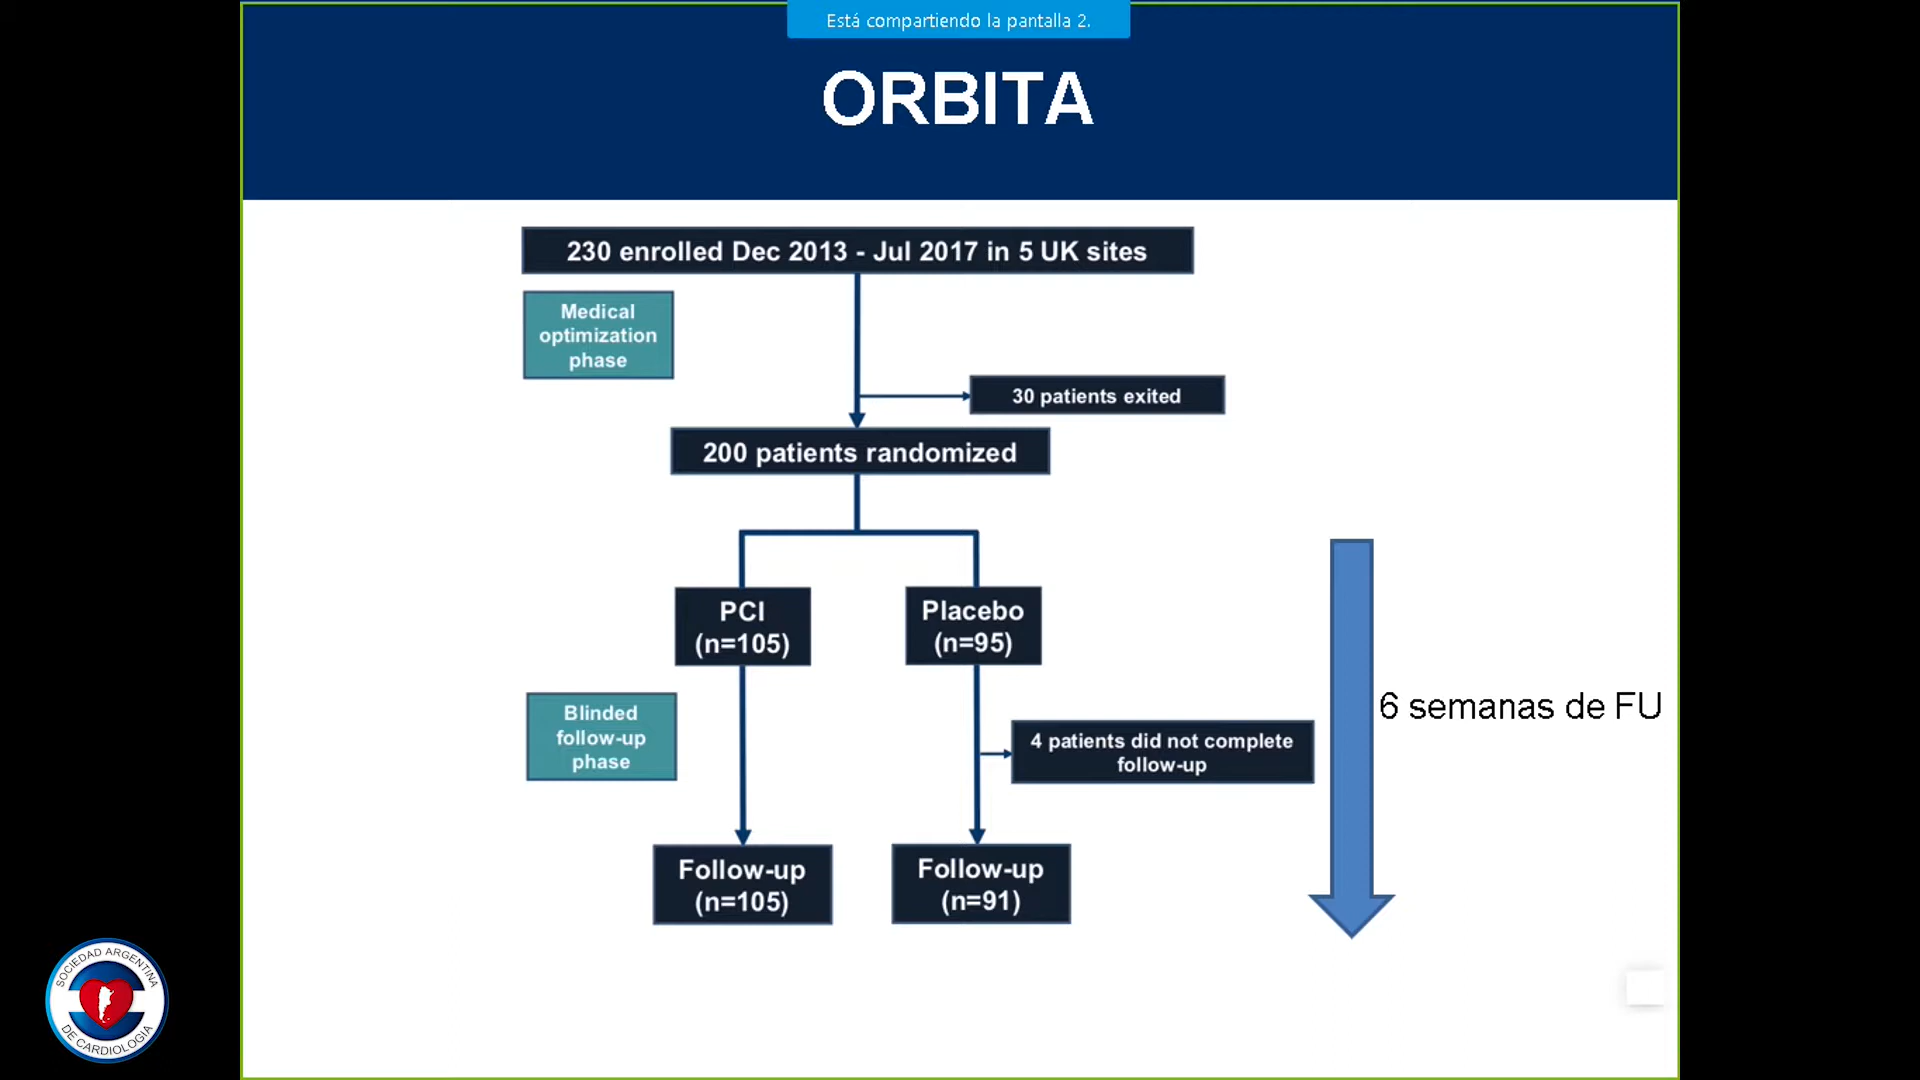 Está compartiendo la pantalla 2.
ORBITA
230 enrolled Dec 2013 - Jul 2017 in 5 UK sites
Medical
optimization
phase
30 patients exited
200 patients randomized
PCI
(n=105)
Placebo
(n=95)
6 semanas de FU
Blinded
follow-up
phase
4 patients did not complete
follow-up
Follow-up
(n=105)
Follow-up
(n=91)
SOCIEDAD ARGENTINA
DE CARDIOLOGIA